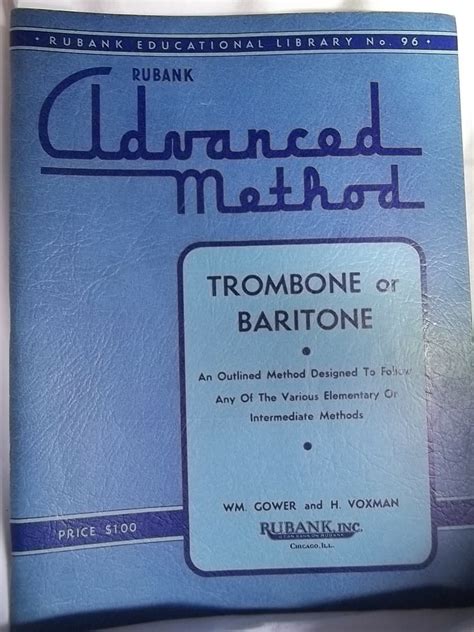 • RUBANK EDUCATIONAL LIBRARY No. 96 •
RUBANK
Advanced
Method
TROMBONE or
BARITONE
•
An Outlined Method Designed To Follow
Any Of The Various Elementary Or
Intermediate Methods
•
WM. GOWER and H. VOXMAN
RUBANK, INC.
CHICAGO, ILL.
PRICE $1.00